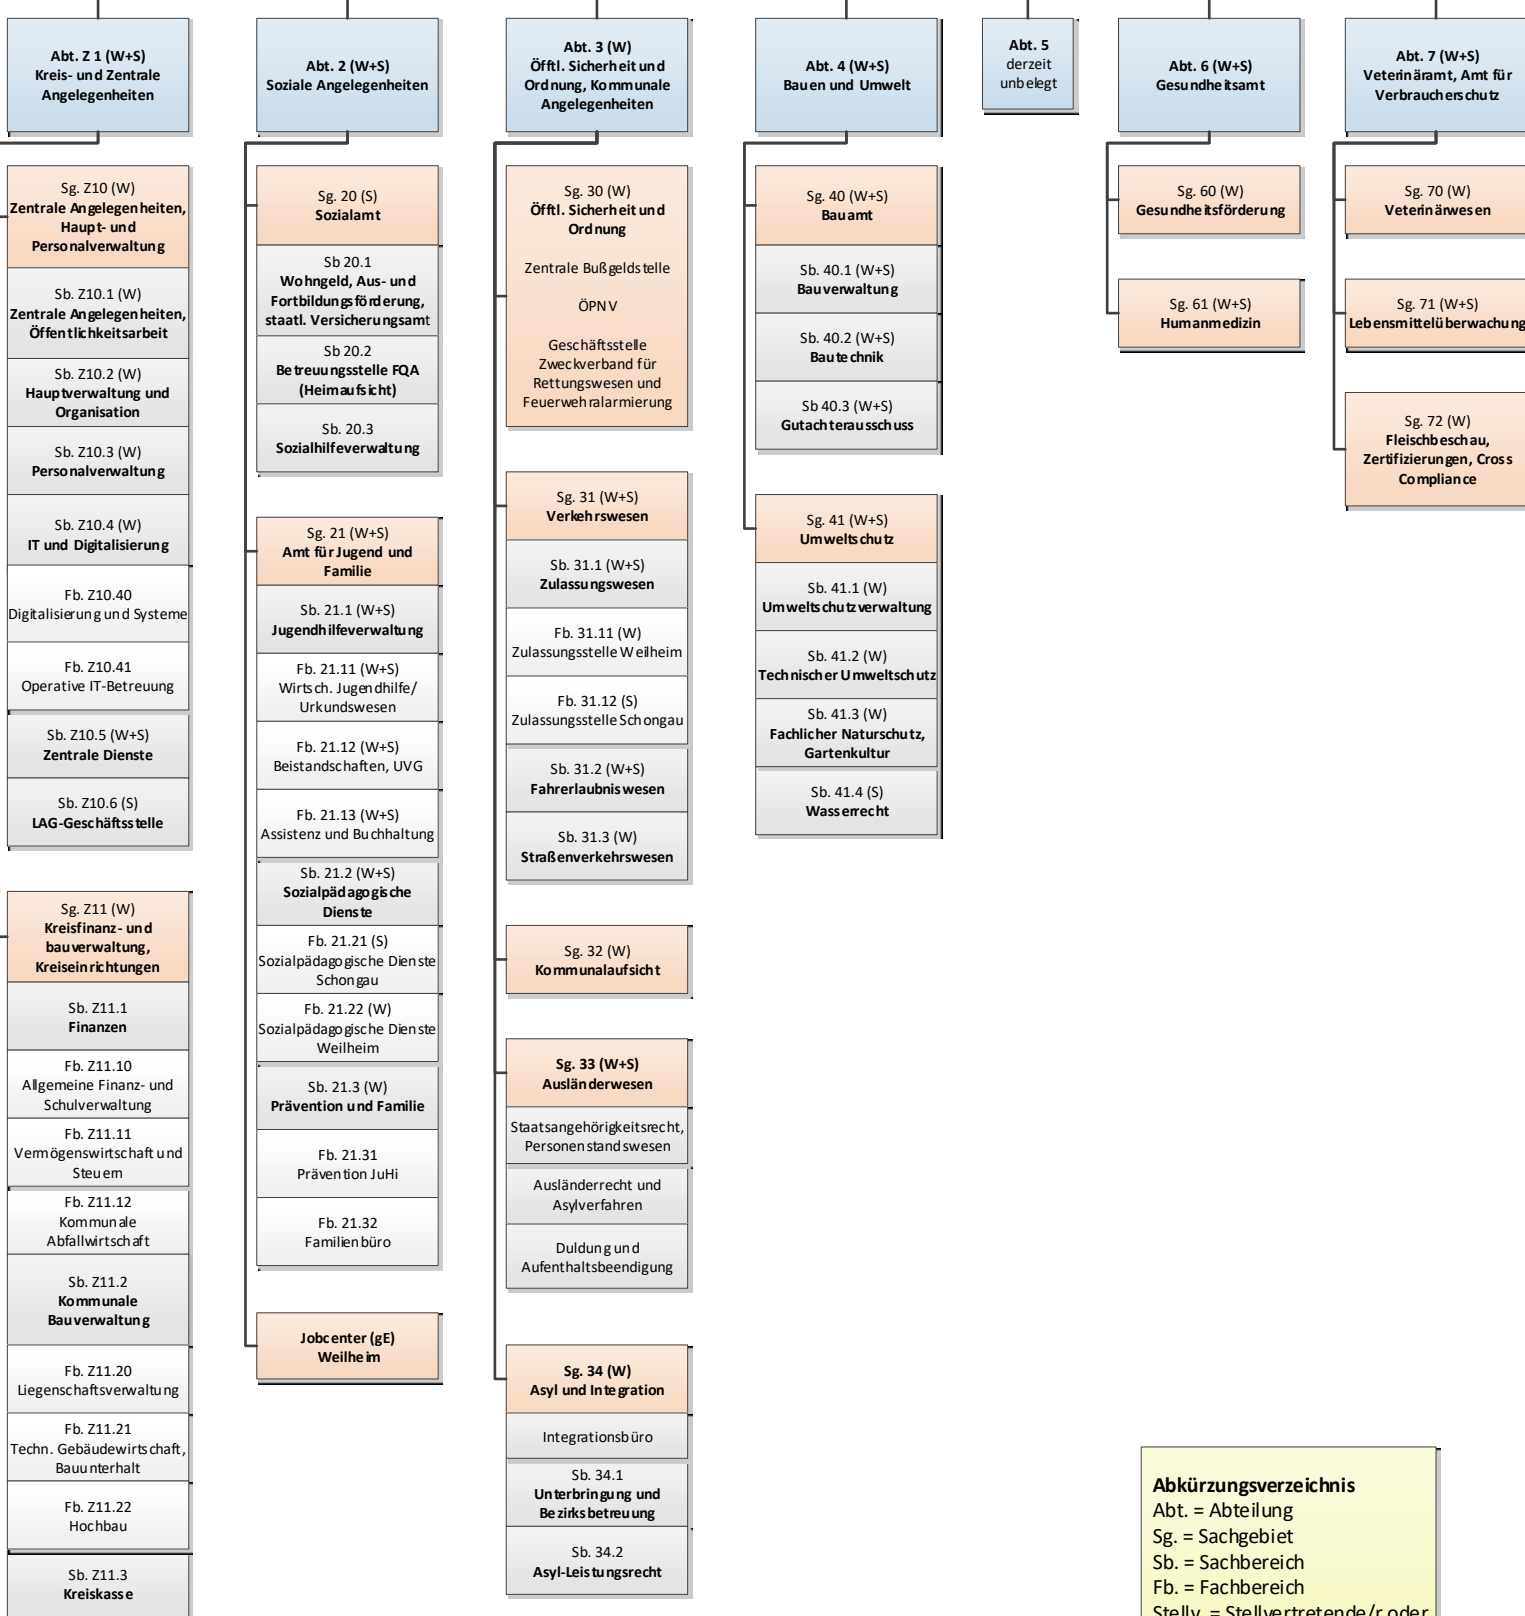 Abt. Z 1 (W+S)
Kreis- und Zentrale
Angelegenheiten
Sg. Z10 (W)
Zentrale Angelegenheiten,
Haupt- und
Personalverwaltung
Sb. Z10.1 (W)
Zentrale Angelegenheiten,
Öffentlichkeitsarbeit
Sb. Z10.2 (W)
Hauptverwaltung und
Organisation
Sb. Z10.3 (W)
Personalverwaltung
Sb. Z10.4 (W)
IT und Digitalisierung
Fb. Z10.40
Digitalisierung und Systeme
Fb. Z10.41
Operative IT-Betreuung
Sb. Z10.5 (W+S)
Zentrale Dienste
Sb. Z10.6 (S)
LAG-Geschäftsstelle
Sg. Z11 (W)
Kreisfinanz- und
bauverwaltung,
Kreiseinrichtungen
Sb. Z11.1
Finanzen
Fb. Z11.10
Allgemeine Finanz- und
Schulverwaltung
Fb. Z11.11
Vermögenswirtschaft und
Steuern
Fb. Z11.12
Kommunale
Abfallwirtschaft
Sb. Z11.2
Kommunale
Bauverwaltung
Fb. Z11.20
Liegenschaftsverwaltung
Fb. Z11.21
Techn. Gebäudewirtschaft,
Bauunterhalt
Fb. Z11.22
Hochbau
Sb. Z11.3
Kreiskasse
Abt. 2 (W+S)
Soziale Angelegenheiten
Sg. 20 (S)
Sozialamt
Sb 20.1
Wohngeld, Aus- und
Fortbildungsförderung,
staatl. Versicherungsamt
Sb 20.2
Betreuungsstelle FQA
(Heimaufsicht)
Sb. 20.3
Sozialhilfeverwaltung
Sg. 21 (W+S)
Amt für Jugend und
Familie
Sb. 21.1 (W+S)
Jugendhilfeverwaltung
Fb. 21.11 (W+S)
Wirtsch. Jugendhilfe/
Urkundswesen
Fb. 21.12 (W+S)
Beistandschaften, UVG
Fb. 21.13 (W+S)
Assistenz und Buchhaltung
Sb. 21.2 (W+S)
Sozialpädagogische
Dienste
Fb. 21.21 (S)
Sozialpädagogische Dienste
Schongau
Fb. 21.22 (W)
Sozialpädagogische Dienste
Weilheim
Sb. 21.3 (W)
Prävention und Familie
Fb. 21.31
Prävention JuHi
Fb. 21.32
Familienbüro
Jobcenter (gE)
Weilheim
Abt. 3 (W)
Öfftl. Sicherheit und
Ordnung, Kommunale
Angelegenheiten
Sg. 30 (W)
Öfftl. Sicherheit und
Ordnung
Zentrale Bußgeldstelle
ÖPNV
Geschäftsstelle
Zweckverband für
Rettungswesen und
Feuerwehralarmierung
Sg. 31 (W+S)
Verkehrswesen
Sb. 31.1 (W+S)
Zulassungswesen
Fb. 31.11 (W)
Zulassungsstelle Weilheim
Fb. 31.12 (S)
Zulassungsstelle Schongau
Sb. 31.2 (W+S)
Fahrerlaubniswesen
Sb. 31.3 (W)
Straßenverkehrswesen
Sg. 32 (W)
Kommunalaufsicht
Sg. 33 (W+S)
Ausländerwesen
Staatsangehörigkeitsrecht,
Personenstandswesen
Ausländerrecht und
Asylverfahren
Duldung und
Aufenthaltsbeendigung
Sg. 34 (W)
Asyl und Integration
Integrationsbüro
Sb. 34.1
Unterbringung und
Bezirksbetreuung
Sb. 34.2
Asyl-Leistungsrecht
Abt. 4 (W+S)
Bauen und Umwelt
Sg. 40 (W+S)
Bauamt
Sb. 40.1 (W+S)
Bauverwaltung
Sb. 40.2 (W+S)
Bautechnik
Sb 40.3 (W+S)
Gutachterausschuss
Sg. 41 (W+S)
Umweltschutz
Sb. 41.1 (W)
Umweltschutzverwaltung
Sb. 41.2 (W)
Technischer Umweltschutz
Sb. 41.3 (W)
Fachlicher Naturschutz,
Gartenkultur
Sb. 41.4 (S)
Wasserrecht
Abt. 5
derzeit
unbelegt
Abt. 6 (W+S)
Gesundheitsamt
Sg. 60 (W)
Gesundheitsförderung
Sg. 61 (W+S)
Humanmedizin
Abt. 7 (W+S)
Veterinäramt, Amt für
Verbraucherschutz
Sg. 70 (W)
Veterinärwesen
Sg. 71 (W+S)
Lebensmittelüberwachung
Sg. 72 (W)
Fleischbeschau,
Zertifizierungen, Cross
Compliance
Abkürzungsverzeichnis
Abt. = Abteilung
Sg. = Sachgebiet
Sb. = Sachbereich
Fb. = Fachbereich
Stellv. = Stellvertretende/r oder